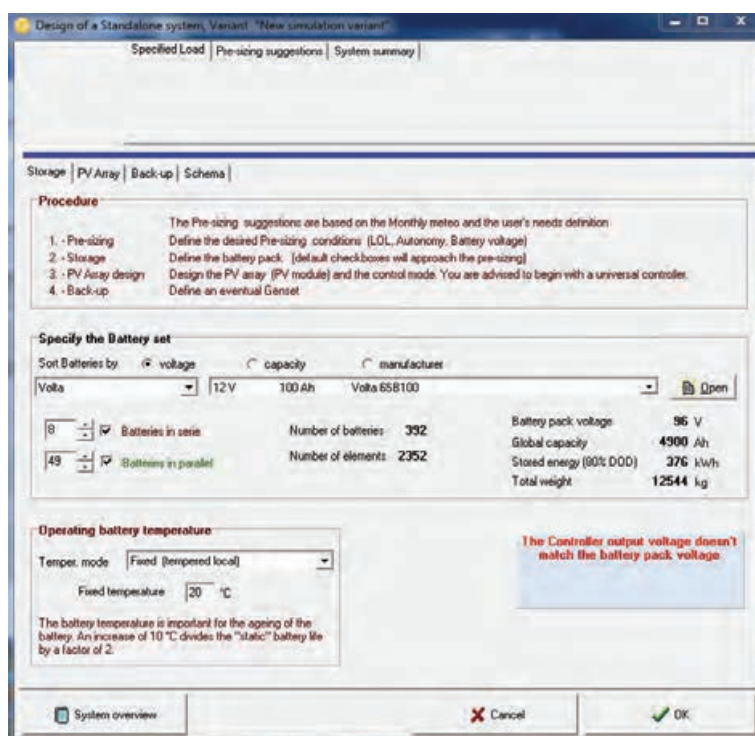 Design of a Standalone system, Variant "New simulation variant"
Specified Load Pre-sizing suggestions System summary
Storage PV Array Back-up Schema
Procedure
The Pre-sizing suggestions are based on the Monthly meteo and the user's needs definition
1. - Pre-sizing Define the desired Pre-sizing conditions (LOL, Autonomy, Battery voltage)
2. - Storage Define the battery pack (default checkboxes will approach the pre-sizing)
3. - PV Array design Design the PV array (PV module) and the control mode. You are advised to begin with a universal controller.
4. - Back-up Define an eventual Genset
Specify the Battery set
Sort Batteries by voltage capacity manufacturer
Volta 12 V 100 Ah Volta 6SB100 Open
8 Batteries in serie Number of batteries 392 Battery pack voltage 96 V
Global capacity 4900 Ah
49 Batteries in parallel Number of elements 2352 Stored energy (80% DOD) 376 kWh
Total weight 12544 kg
Operating battery temperature
Temper. mode Fixed (tempered local)
Fixed temperature 20 °C
The battery temperature is important for the ageing of the
battery. An increase of 10 °C divides the "static" battery life
by a factor of 2.
The Controller output voltage doesn't
match the battery pack voltage
System overview Cancel OK